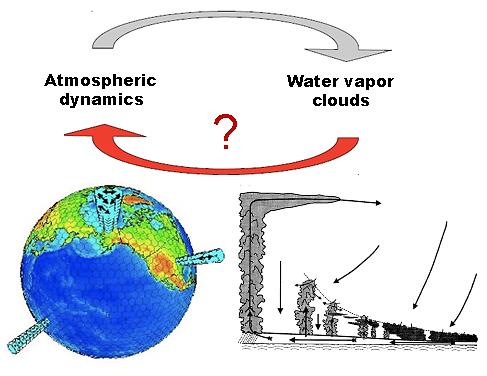 Atmospheric
dynamics
Water vapor
clouds
?